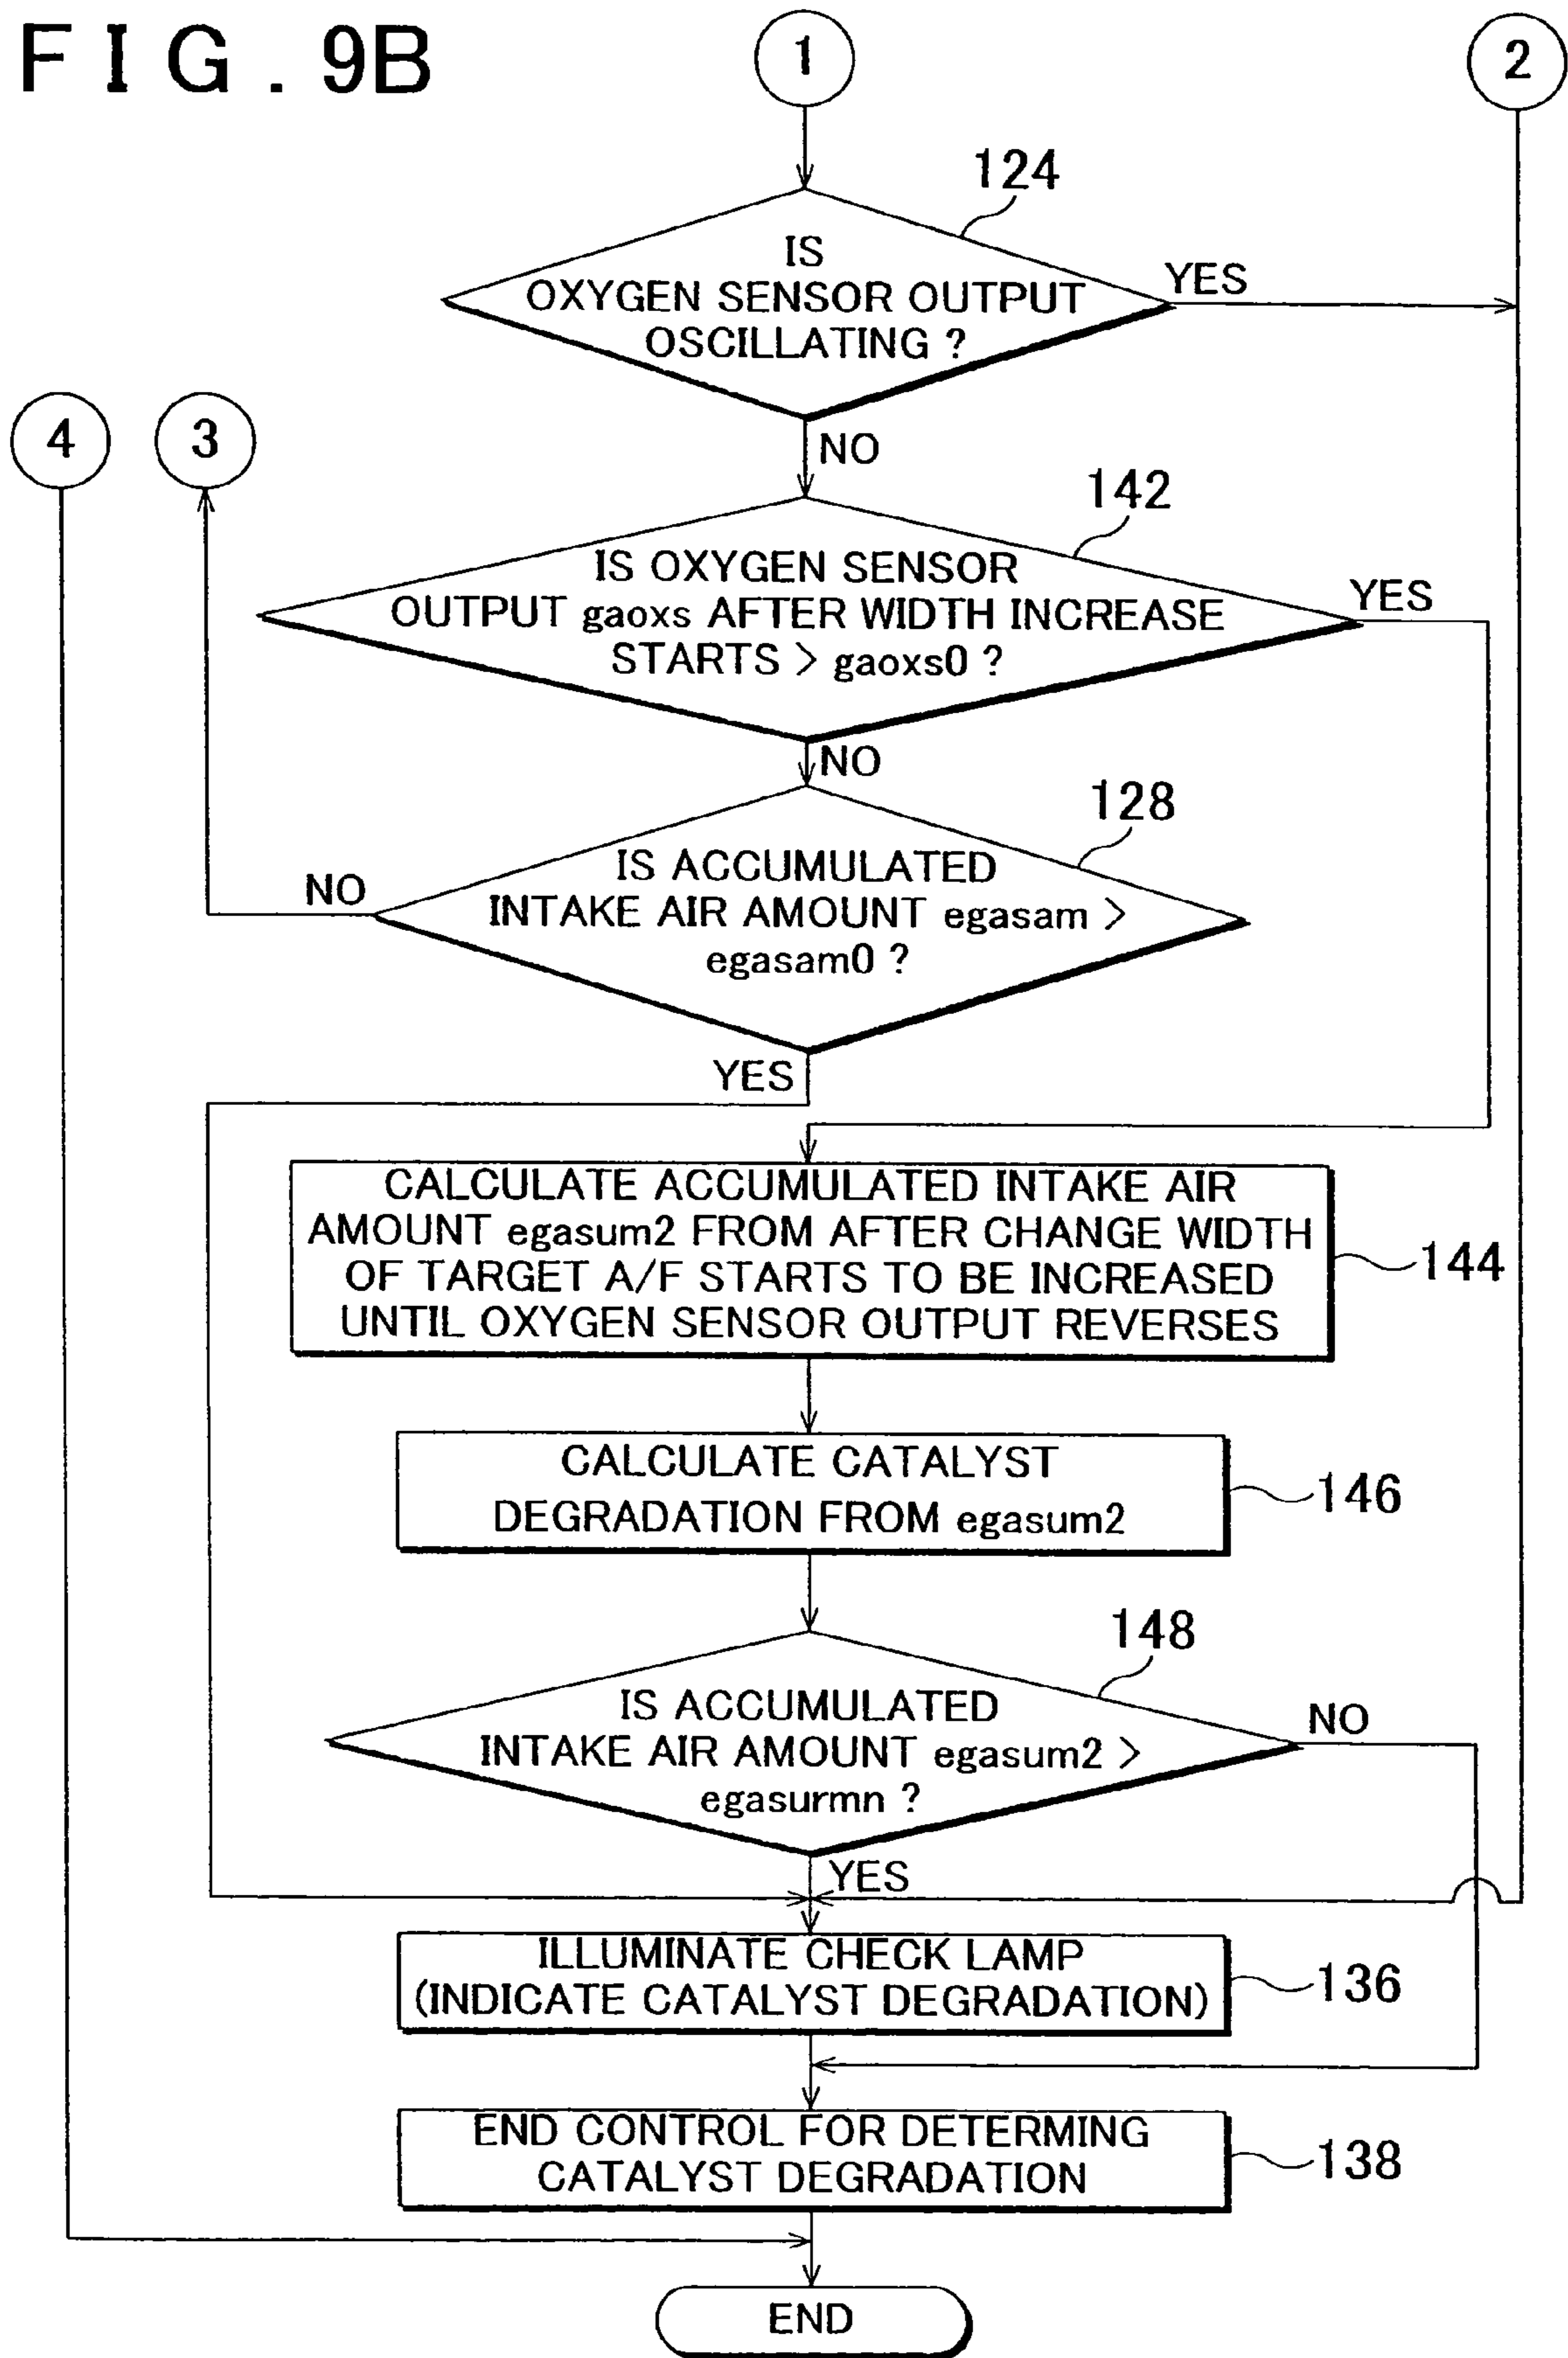 FIG. 9B
1
2
124
IS
OXYGEN SENSOR OUTPUT
OSCILLATING ?
YES
NO
4
3
142
IS OXYGEN SENSOR
OUTPUT gaoxs AFTER WIDTH INCREASE
STARTS > gaoxs0 ?
YES
NO
128
IS ACCUMULATED
INTAKE AIR AMOUNT egasam >
egasam0 ?
NO
YES
CALCULATE ACCUMULATED INTAKE AIR
AMOUNT egasum2 FROM AFTER CHANGE WIDTH
OF TARGET A/F STARTS TO BE INCREASED
UNTIL OXYGEN SENSOR OUTPUT REVERSES
144
CALCULATE CATALYST
DEGRADATION FROM egasum2
146
148
IS ACCUMULATED
INTAKE AIR AMOUNT egasum2 >
egasurmn ?
NO
YES
ILLUMINATE CHECK LAMP
(INDICATE CATALYST DEGRADATION)
136
END CONTROL FOR DETERMING
CATALYST DEGRADATION
138
END